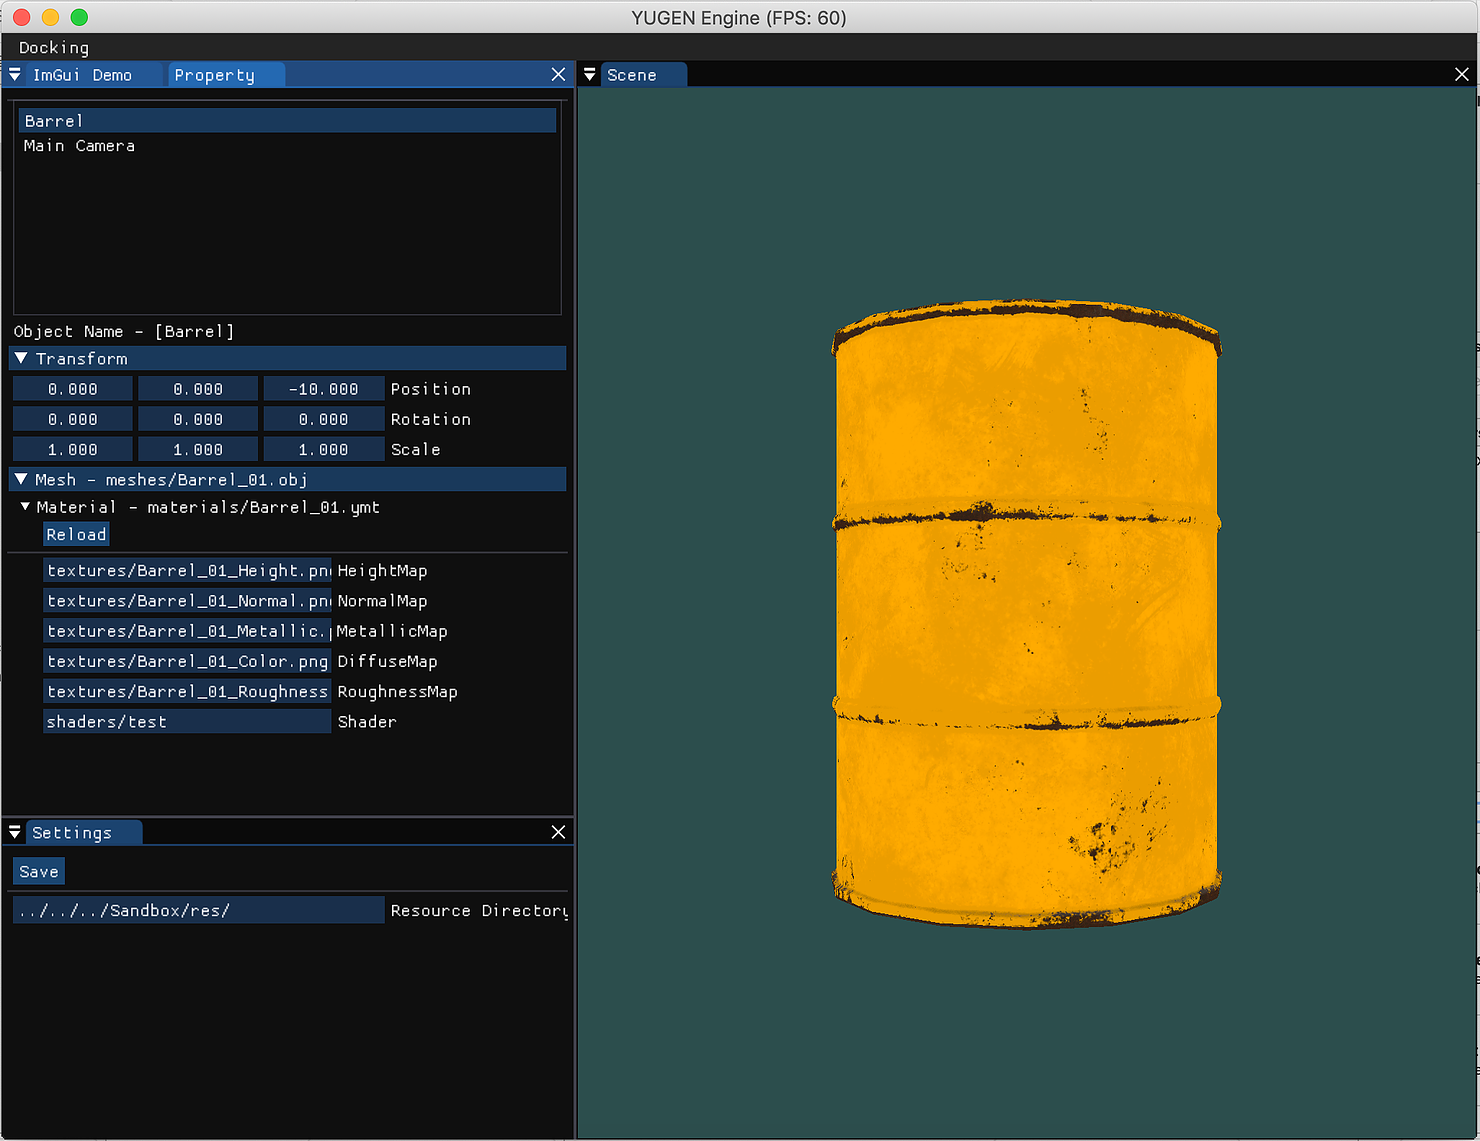 YUGEN Engine (FPS: 60)
Docking
ImGui Demo Property
Scene
Barrel
Main Camera
Object Name - [Barrel]
Transform
0.000 0.000 -10.000 Position
0.000 0.000 0.000 Rotation
1.000 1.000 1.000 Scale
Mesh - meshes/Barrel_01.obj
Material - materials/Barrel_01.ymt
Reload
textures/Barrel_01_Height.pn HeightMap
textures/Barrel_01_Normal.pn NormalMap
textures/Barrel_01_Metallic. MetallicMap
textures/Barrel_01_Color.png DiffuseMap
textures/Barrel_01_Roughness RoughnessMap
shaders/test Shader
Settings
Save
../../../Sandbox/res/ Resource Directory